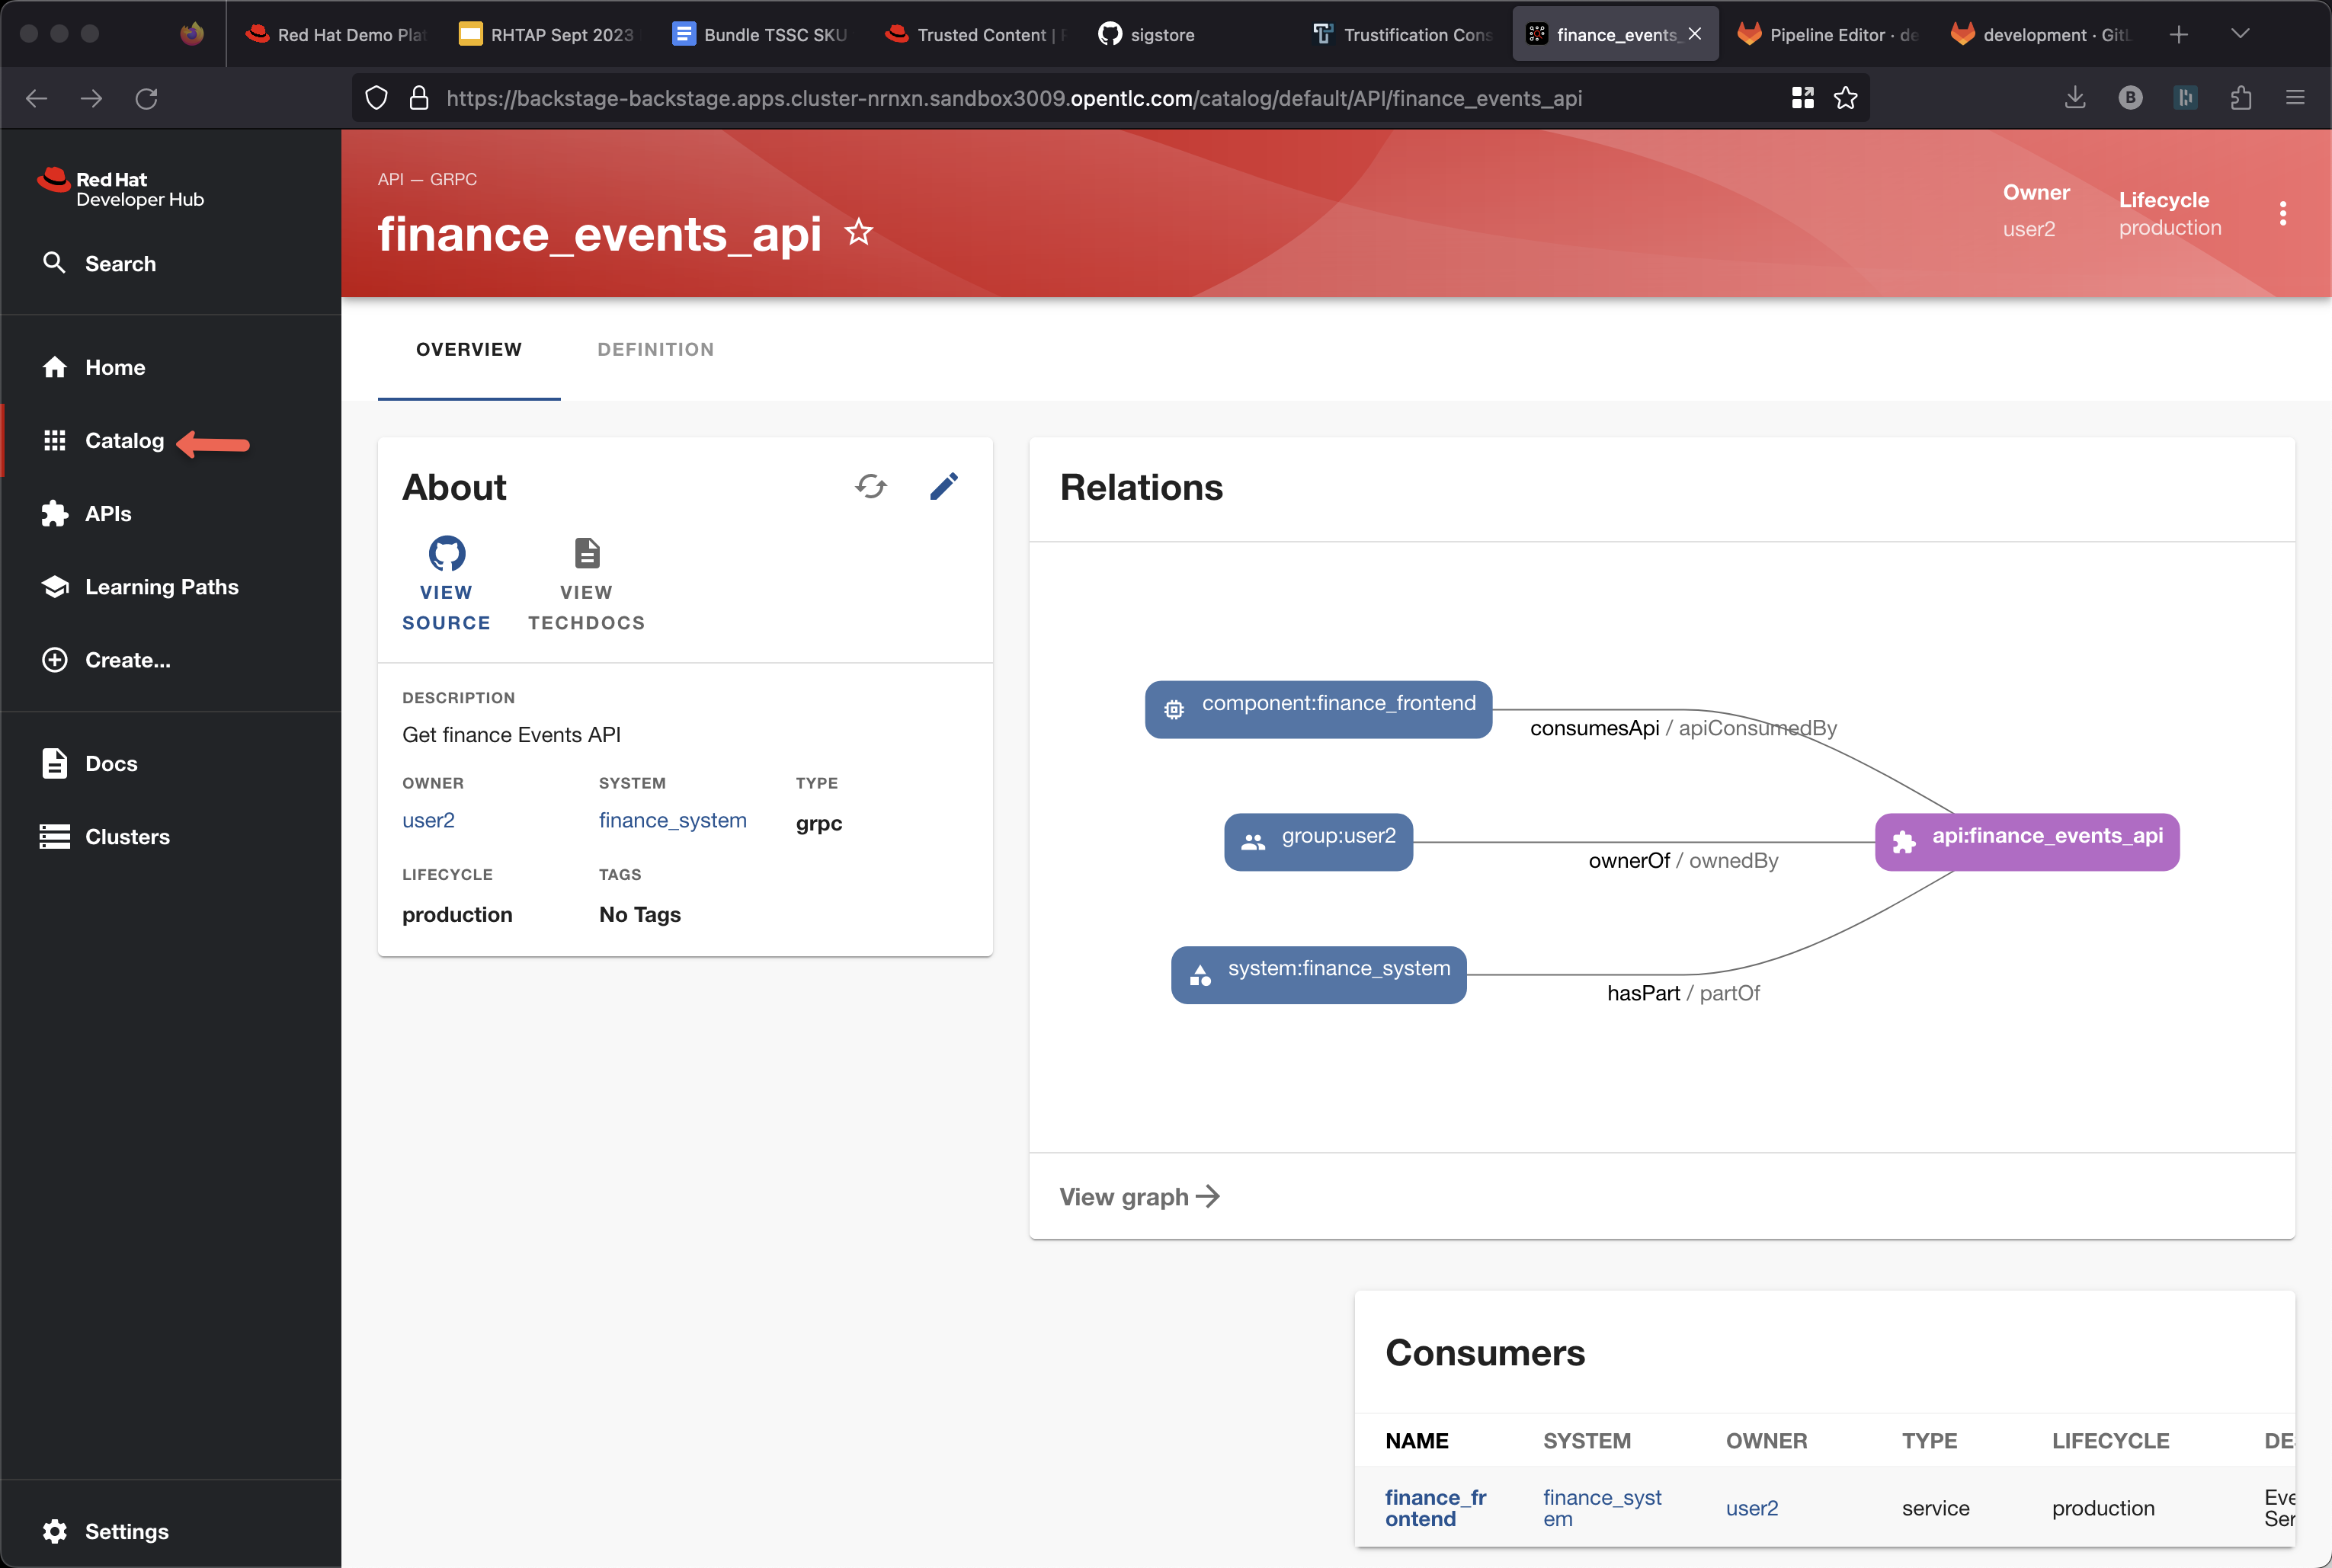 Red Hat Demo Plat
RHTAP Sept 2023
Bundle TSSC SKU
Trusted Content |
sigstore
Trustification Cons
finance_events_
Pipeline Editor · de
development · GitL
https://backstage-backstage.apps.cluster-nrnxn.sandbox3009.opentlc.com/catalog/default/API/finance_events_api
B
Red Hat
Developer Hub
Search
Home
Catalog
APIs
Learning Paths
Create...
Docs
Clusters
Settings
API — GRPC
finance_events_api
Owner
user2
Lifecycle
production
OVERVIEW
DEFINITION
About
VIEW
SOURCE
VIEW
TECHDOCS
DESCRIPTION
Get finance Events API
OWNER
SYSTEM
TYPE
user2
finance_system
grpc
LIFECYCLE
TAGS
production
No Tags
Relations
component:finance_frontend
consumesApi / apiConsumedBy
group:user2
ownerOf / ownedBy
api:finance_events_api
system:finance_system
hasPart / partOf
View graph
Consumers
NAME
SYSTEM
OWNER
TYPE
LIFECYCLE
DE
finance_fr
ontend
finance_syst
em
user2
service
production
Eve
Ser